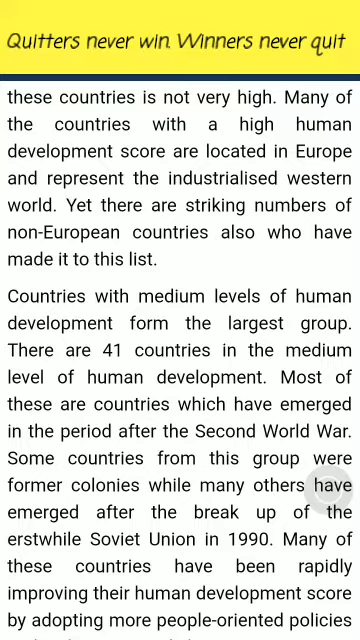 Quitters never win. Winners never quit
these countries is not very high. Many of
the countries with a high human
development score are located in Europe
and represent the industrialised western
world. Yet there are striking numbers of
non-European countries also who have
made it to this list.
Countries with medium levels of human
development form the largest group.
There are 41 countries in the medium
level of human development. Most of
these are countries which have emerged
in the period after the Second World War.
Some countries from this group were
former colonies while many others have
emerged after the break up of the
erstwhile Soviet Union in 1990. Many of
these countries have been rapidly
improving their human development score
by adopting more people-oriented policies